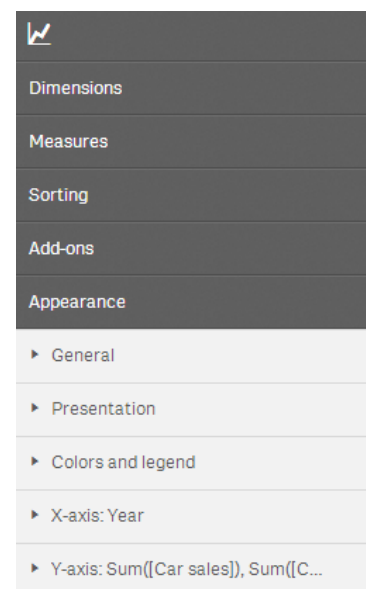 Dimensions
Measures
Sorting
Add-ons
Appearance
General
Presentation
Colors and legend
X-axis: Year
Y-axis: Sum([Car sales]), Sum([C...